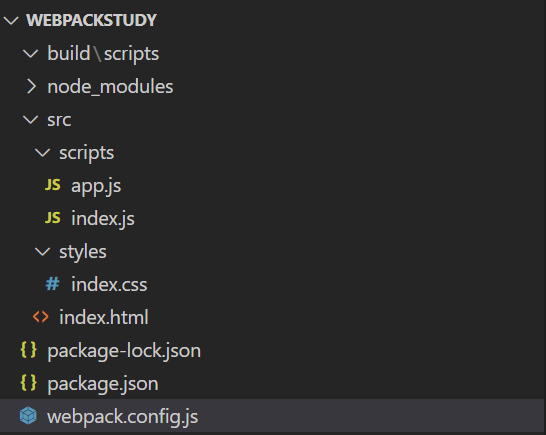 WEBPACKSTUDY
build\scripts
node_modules
src
scripts
JS app.js
JS index.js
styles
# index.css
<> index.html
{} package-lock.json
{} package.json
webpack.config.js